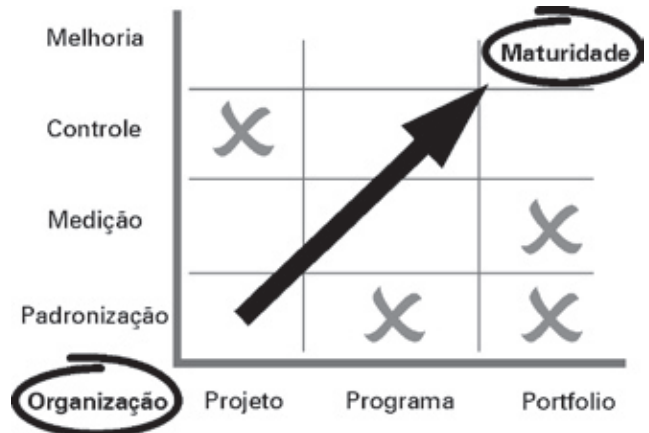 Melhoria
Maturidade
Controle
Medição
Padronização
Organização Projeto Programa Portfolio